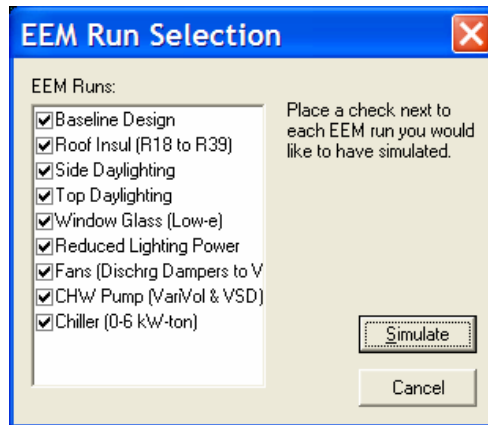 EEM Run Selection
EEM Runs:
Baseline Design
Roof Insul (R18 to R39)
Side Daylighting
Top Daylighting
Window Glass (Low-e)
Reduced Lighting Power
Fans (Dischrg Dampers to V
CHW Pump (VariVol & VSD)
Chiller (0-6 kW-ton)
Place a check next to
each EEM run you would
like to have simulated.
Simulate
Cancel